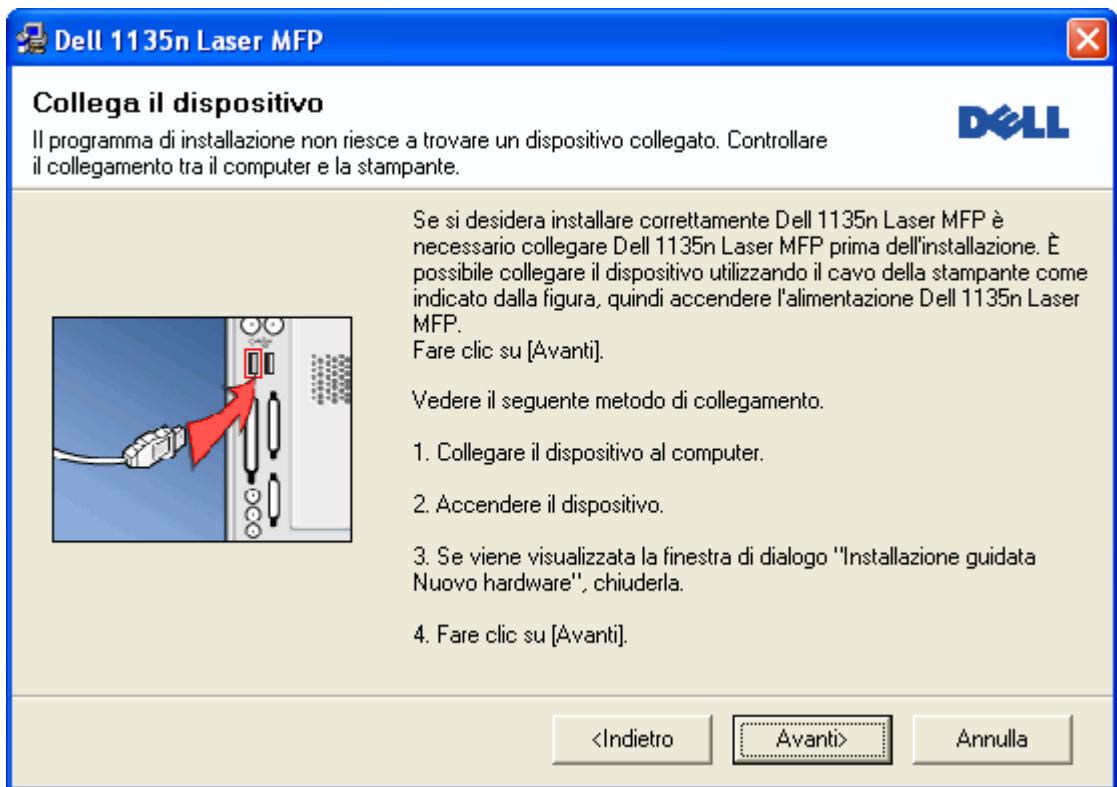 Dell 1135n Laser MFP
Collega il dispositivo
Il programma di installazione non riesce a trovare un dispositivo collegato. Controllare
il collegamento tra il computer e la stampante.
DELL
Se si desidera installare correttamente Dell 1135n Laser MFP è
necessario collegare Dell 1135n Laser MFP prima dell'installazione. È
possibile collegare il dispositivo utilizzando il cavo della stampante come
indicato dalla figura, quindi accendere l'alimentazione Dell 1135n Laser
MFP.
Fare clic su [Avanti].
Vedere il seguente metodo di collegamento.
1. Collegare il dispositivo al computer.
2. Accendere il dispositivo.
3. Se viene visualizzata la finestra di dialogo "Installazione guidata
Nuovo hardware", chiuderla.
4. Fare clic su [Avanti].
<Indietro
Avanti>
Annulla